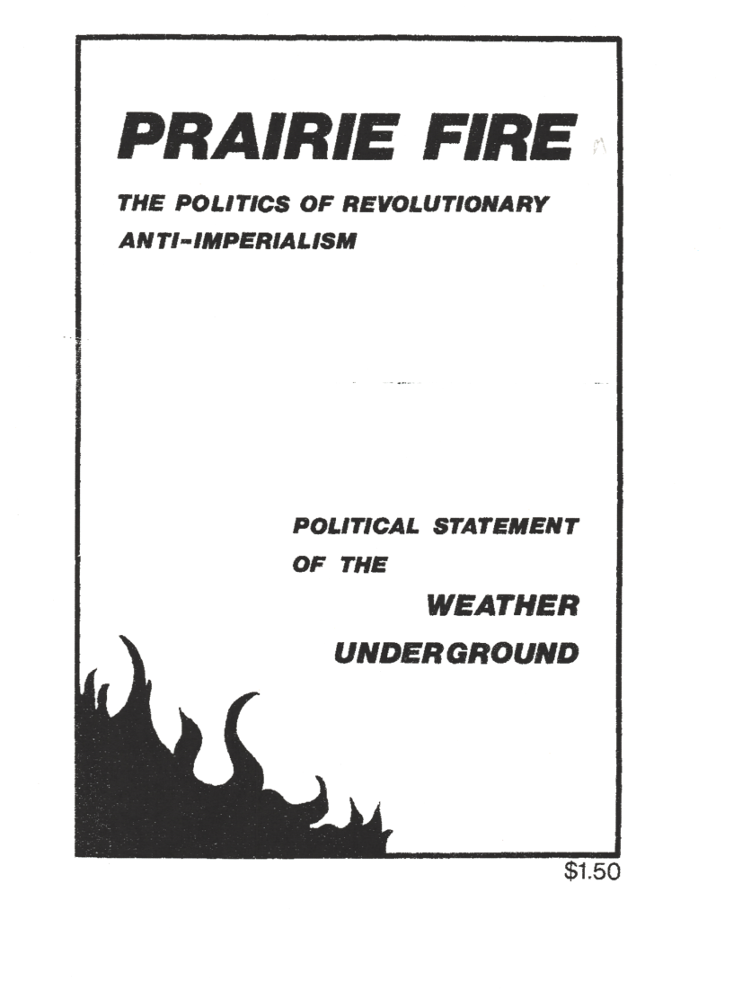 PRAIRIE FIRE
THE POLITICS OF REVOLUTIONARY
ANTI-IMPERIALISM
POLITICAL STATEMENT
OF THE
WEATHER
UNDERGROUND
$1.50